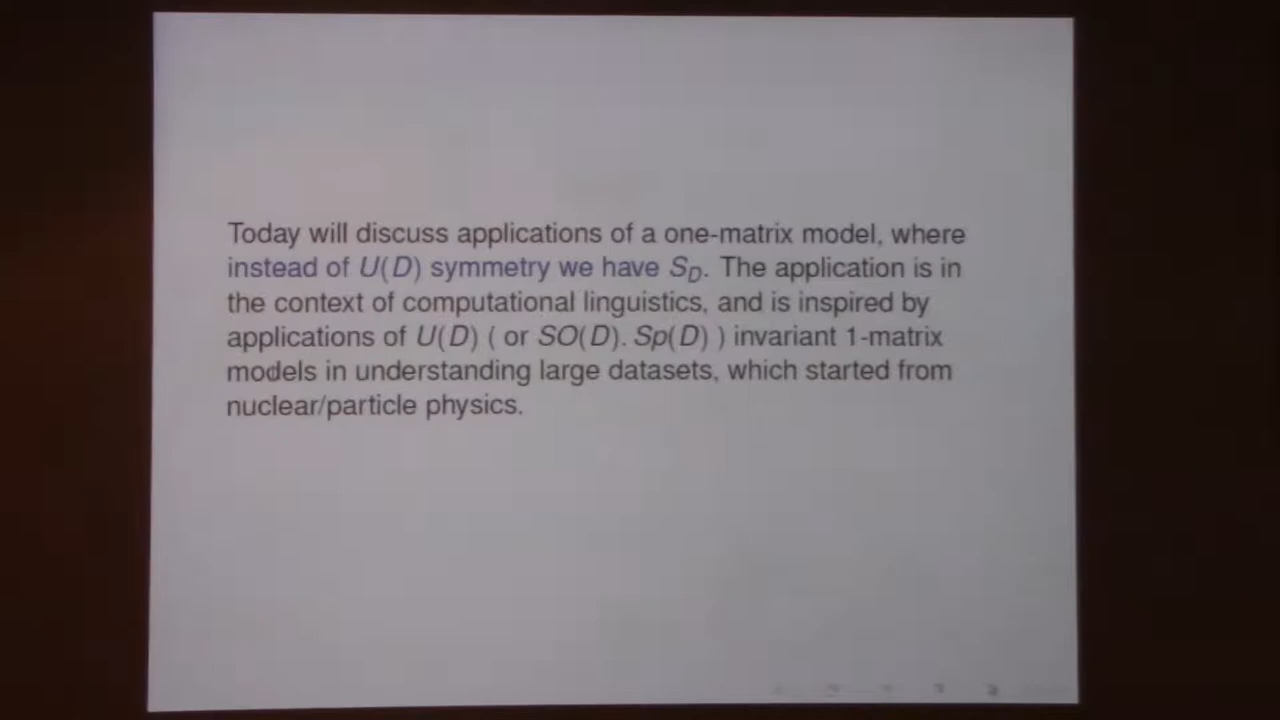 Today will discuss applications of a one-matrix model, where
instead of U(D) symmetry we have S_D. The application is in
the context of computational linguistics, and is inspired by
applications of U(D) ( or SO(D). Sp(D) ) invariant 1-matrix
models in understanding large datasets, which started from
nuclear/particle physics.